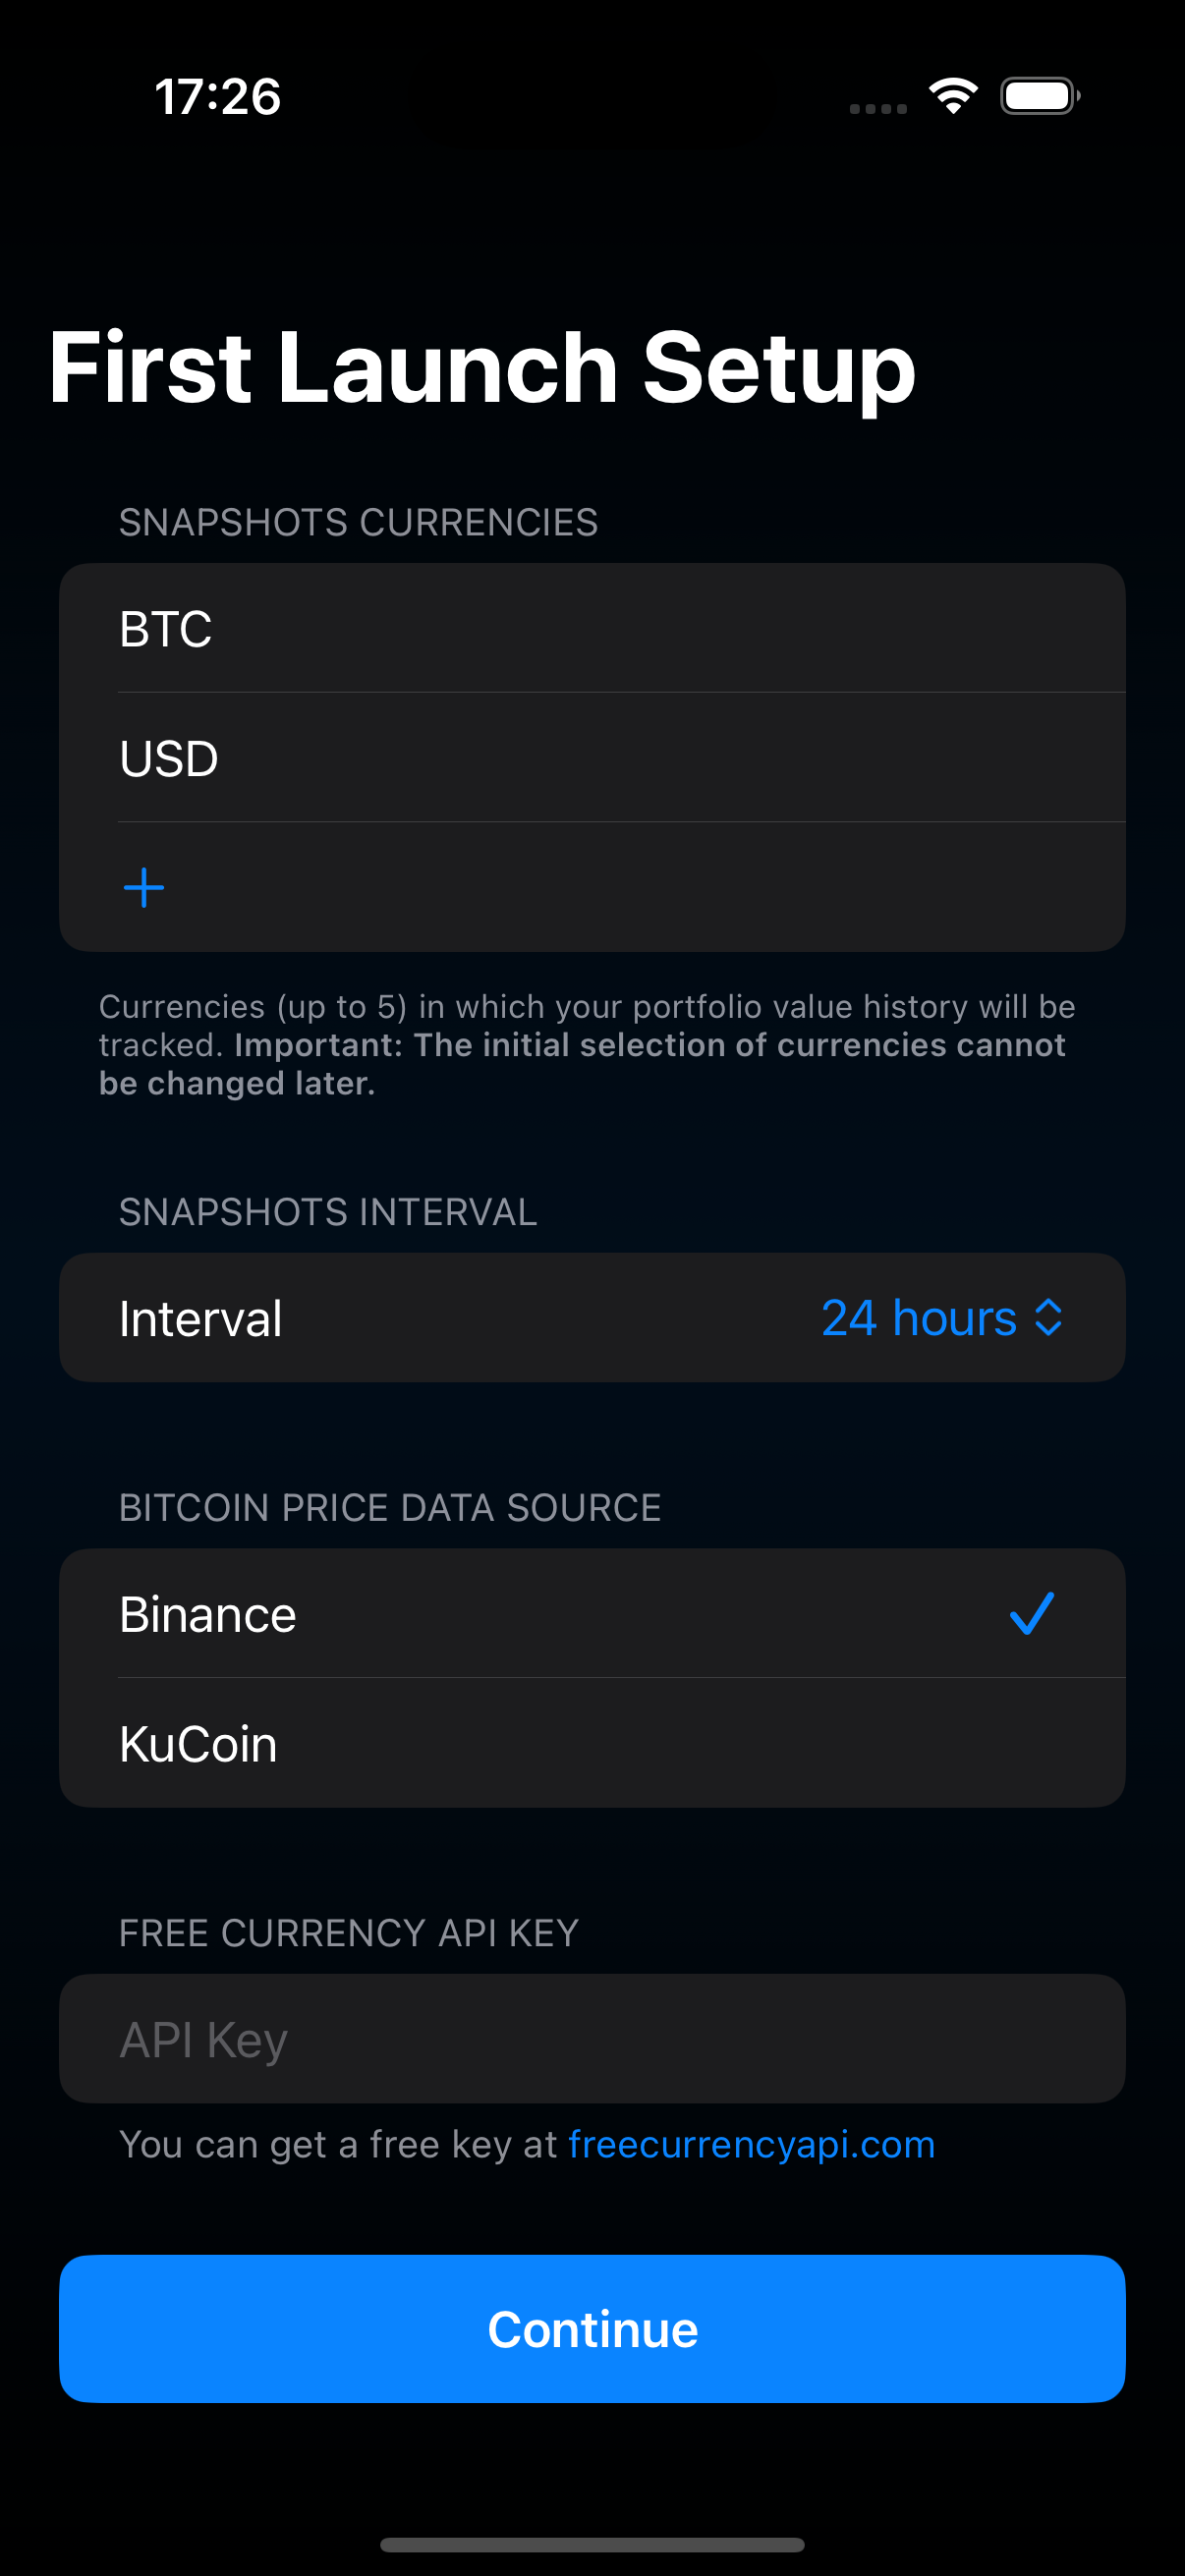 17:26
First Launch Setup
SNAPSHOTS CURRENCIES
BTC
USD
Currencies (up to 5) in which your portfolio value history will be
tracked. Important: The initial selection of currencies cannot
be changed later.
SNAPSHOTS INTERVAL
Interval 24 hours
BITCOIN PRICE DATA SOURCE
Binance
KuCoin
FREE CURRENCY API KEY
API Key
You can get a free key at freecurrencyapi.com
Continue